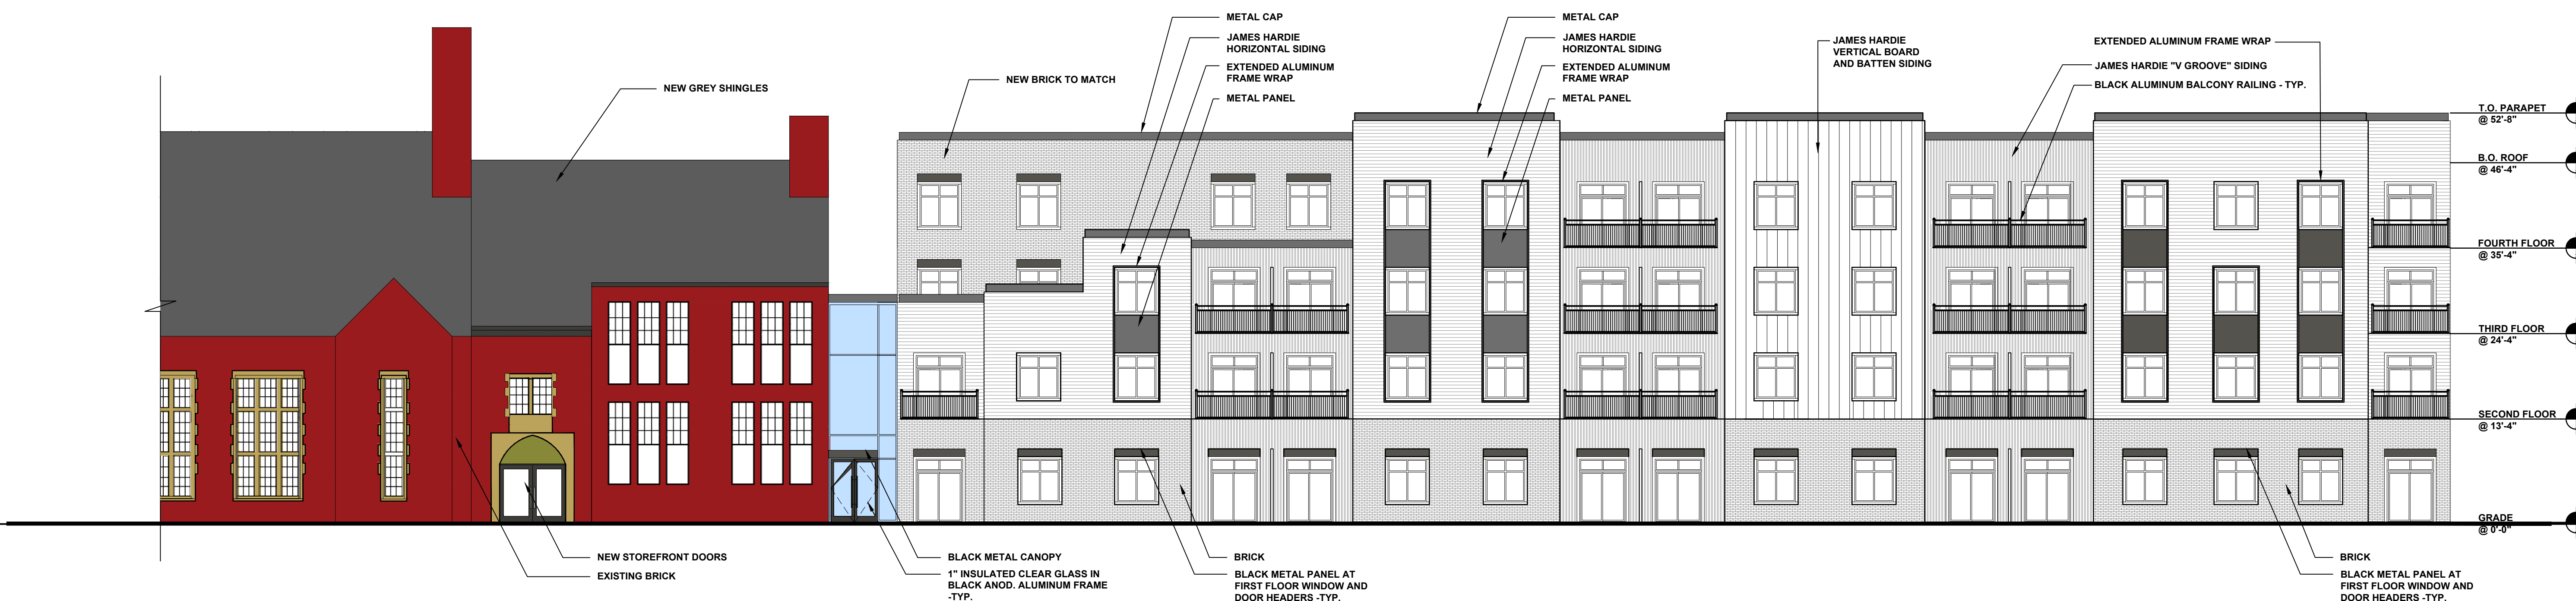 METAL CAP
JAMES HARDIE
HORIZONTAL SIDING
EXTENDED ALUMINUM
FRAME WRAP
METAL PANEL
NEW BRICK TO MATCH
NEW GREY SHINGLES
METAL CAP
JAMES HARDIE
HORIZONTAL SIDING
EXTENDED ALUMINUM
FRAME WRAP
METAL PANEL
JAMES HARDIE
VERTICAL BOARD
AND BATTEN SIDING
EXTENDED ALUMINUM FRAME WRAP
JAMES HARDIE "V GROOVE" SIDING
BLACK ALUMINUM BALCONY RAILING - TYP.
T.O. PARAPET
@ 52'-8"
B.O. ROOF
@ 46'-4"
FOURTH FLOOR
@ 35'-4"
THIRD FLOOR
@ 24'-4"
SECOND FLOOR
@ 13'-4"
GRADE
@ 0'-0"
NEW STOREFRONT DOORS
EXISTING BRICK
BLACK METAL CANOPY
1" INSULATED CLEAR GLASS IN
BLACK ANOD. ALUMINUM FRAME
-TYP.
BRICK
BLACK METAL PANEL AT
FIRST FLOOR WINDOW AND
DOOR HEADERS -TYP.
BRICK
BLACK METAL PANEL AT
FIRST FLOOR WINDOW AND
DOOR HEADERS -TYP.